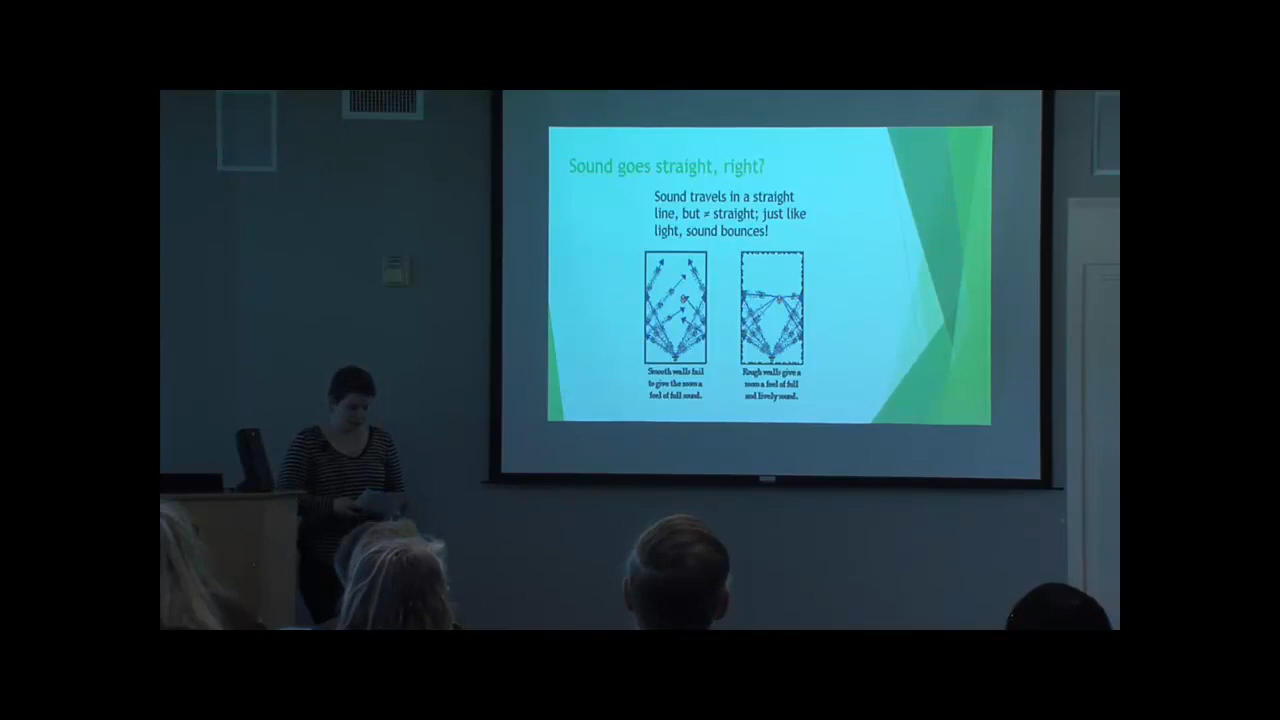 Sound goes straight, right?
Sound travels in a straight
line, but ≠ straight; just like
light, sound bounces!
Smooth walls fail
to give the room a
feel of full sound.
Rough walls give a
room a feel of full
and lively sound.